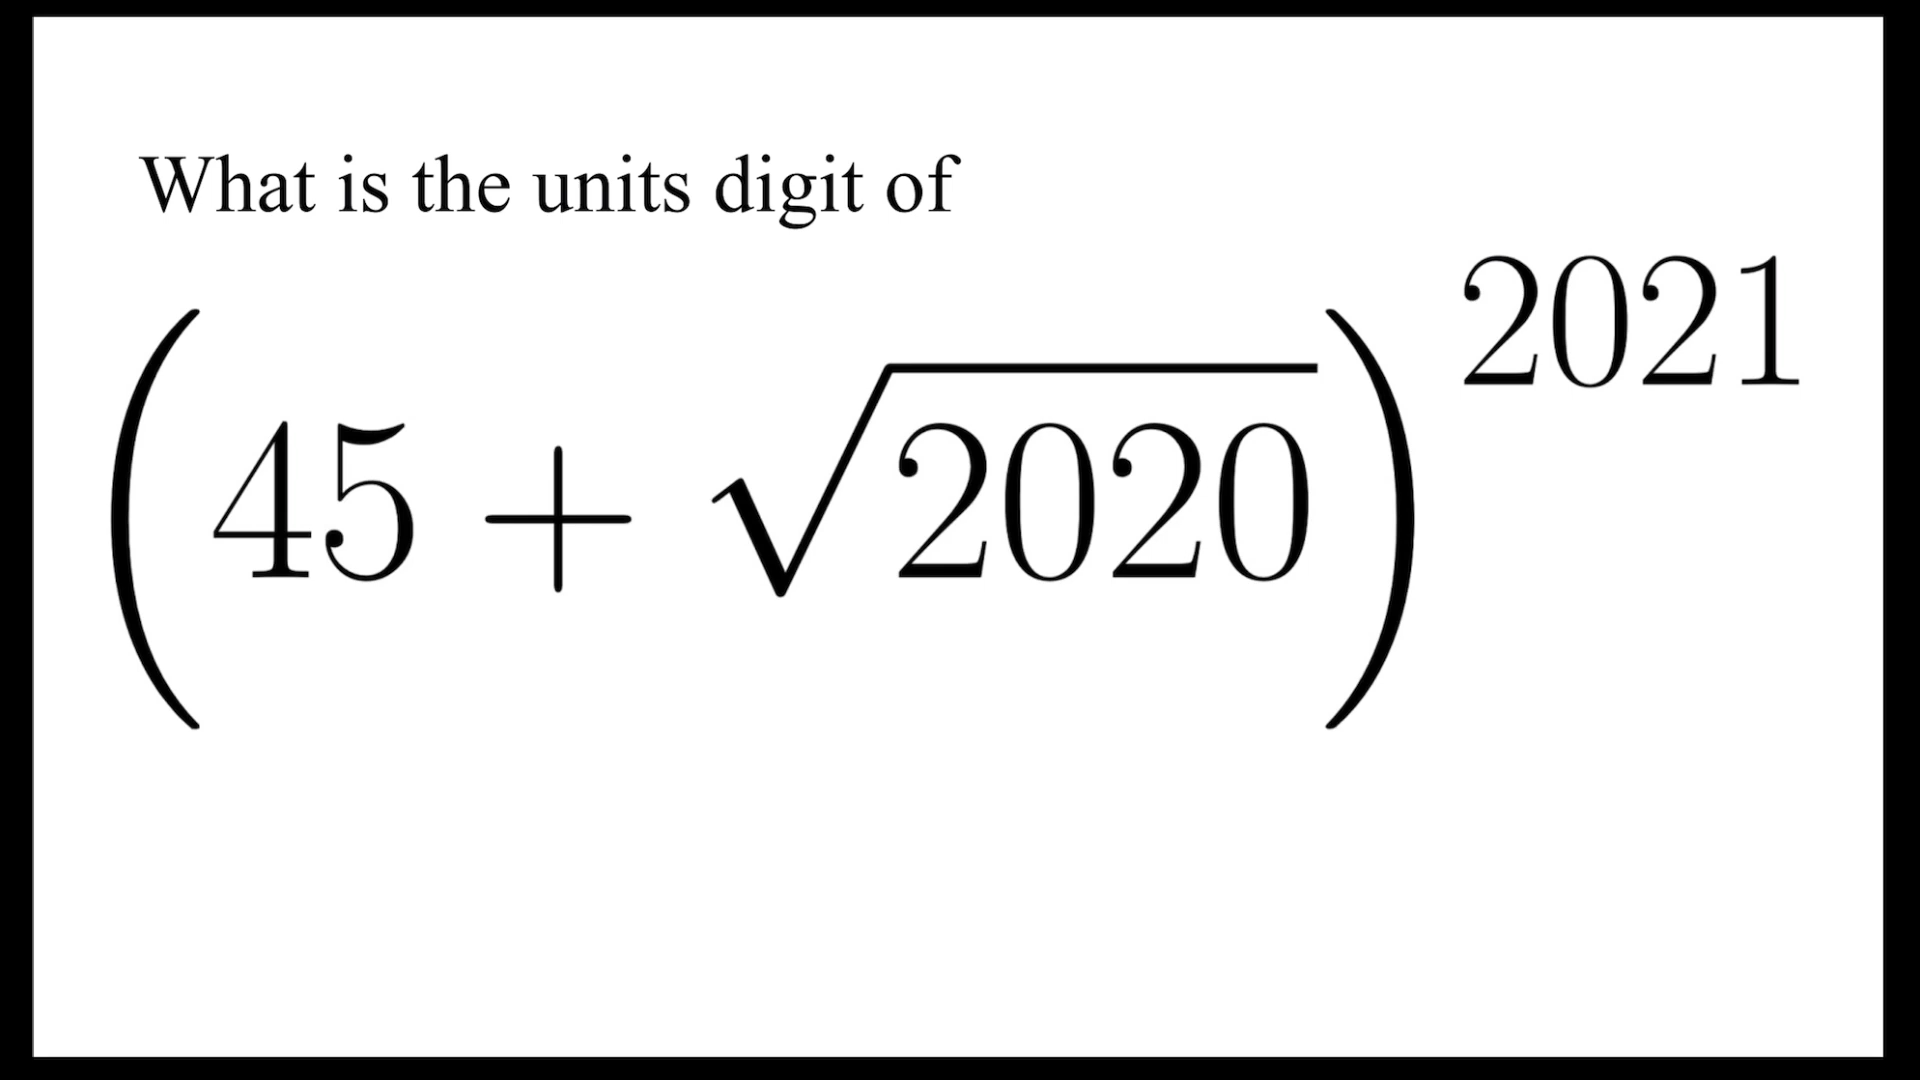 What is the units digit of
(45 + √2020)^2021